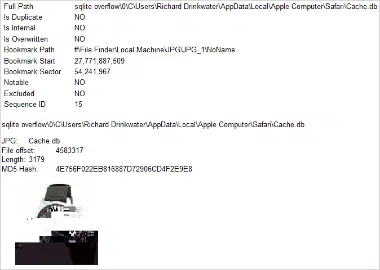 Full Path sqlite overflow\0\C\Users\Richard Drinkwater\AppData\Local\Apple Computer\Safari\Cache.db
Is Duplicate NO
Is Internal NO
Is Overwritten NO
Bookmark Path ff\File Finder\Local Machine\JPG\JPG_1\NoName
Bookmark Start 27,771,887,509
Bookmark Sector 54,241,967
Notable NO
Excluded NO
Sequence ID 15
sqlite overflow\0\C\Users\Richard Drinkwater\AppData\Local\Apple Computer\Safari\Cache.db
JPG: Cache.db
File offset: 4583317
Length: 3179
MD5 Hash: 4E756F022EB816887D72906CD4F2E9E8